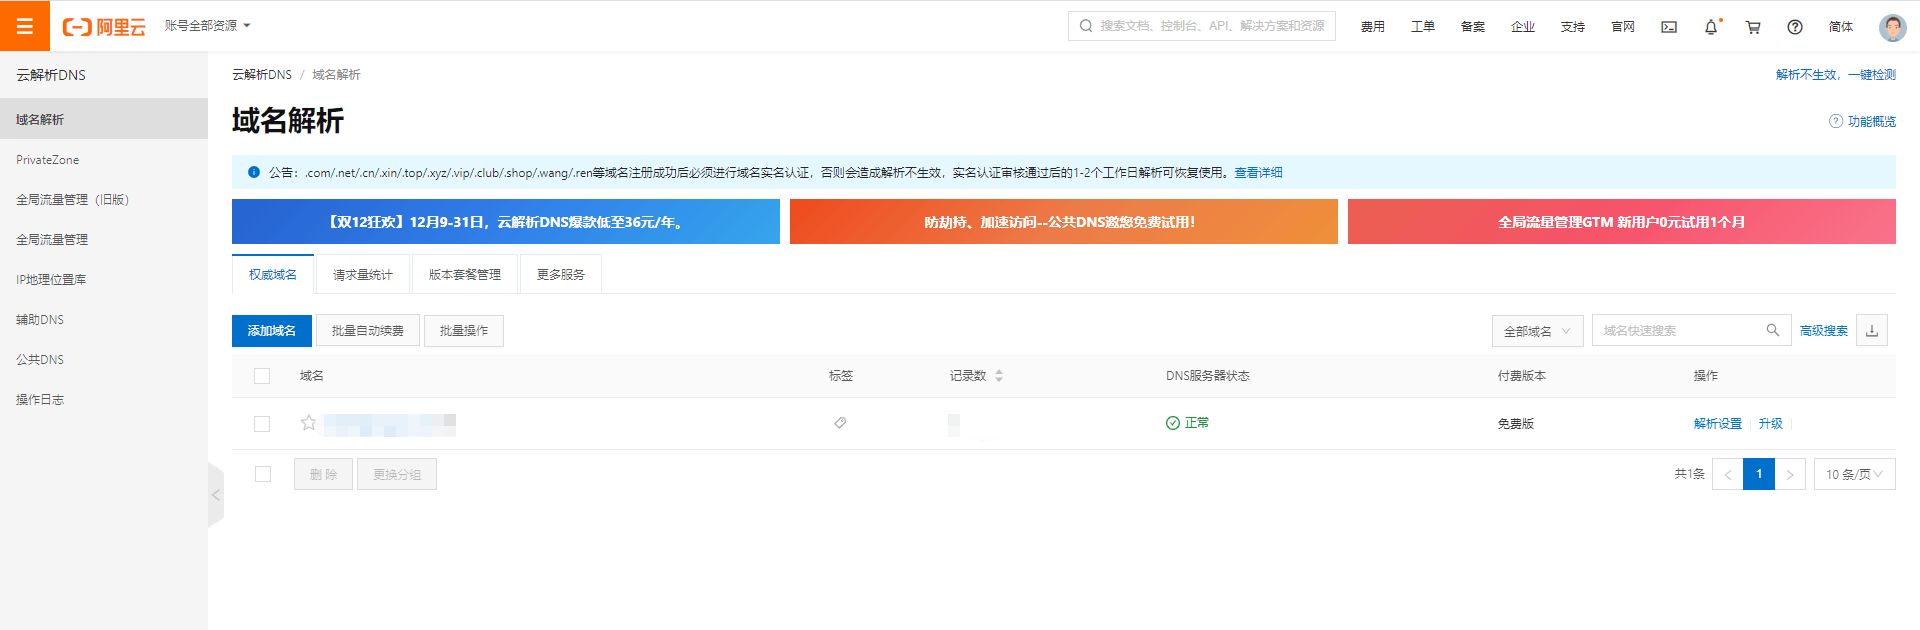 阿里云 账号全部资源 搜索文档、控制台、API、解决方案和资源 费用 工单 备案 企业 支持 官网 简体
云解析DNS
域名解析
PrivateZone
全局流量管理（旧版）
全局流量管理
IP地理位置库
辅助DNS
公共DNS
操作日志
云解析DNS / 域名解析 解析不生效，一键检测
域名解析 功能概览
公告：.com/.net/.cn/.xin/.top/.xyz/.vip/.club/.shop/.wang/.ren等域名注册成功后必须进行域名实名认证，否则会造成解析不生效，实名认证审核通过后的1-2个工作日解析可恢复使用。查看详细
【双12狂欢】12月9-31日，云解析DNS爆款低至36元/年。 防劫持、加速访问--公共DNS邀您免费试用！ 全局流量管理GTM 新用户0元试用1个月
权威域名 请求量统计 版本套餐管理 更多服务
添加域名 批量自动续费 批量操作 全部域名 域名快速搜索 高级搜索
域名 标签 记录数 DNS服务器状态 付费版本 操作
正常 免费版 解析设置 升级
删 除 更换分组 共1条 < 1 > 10 条/页